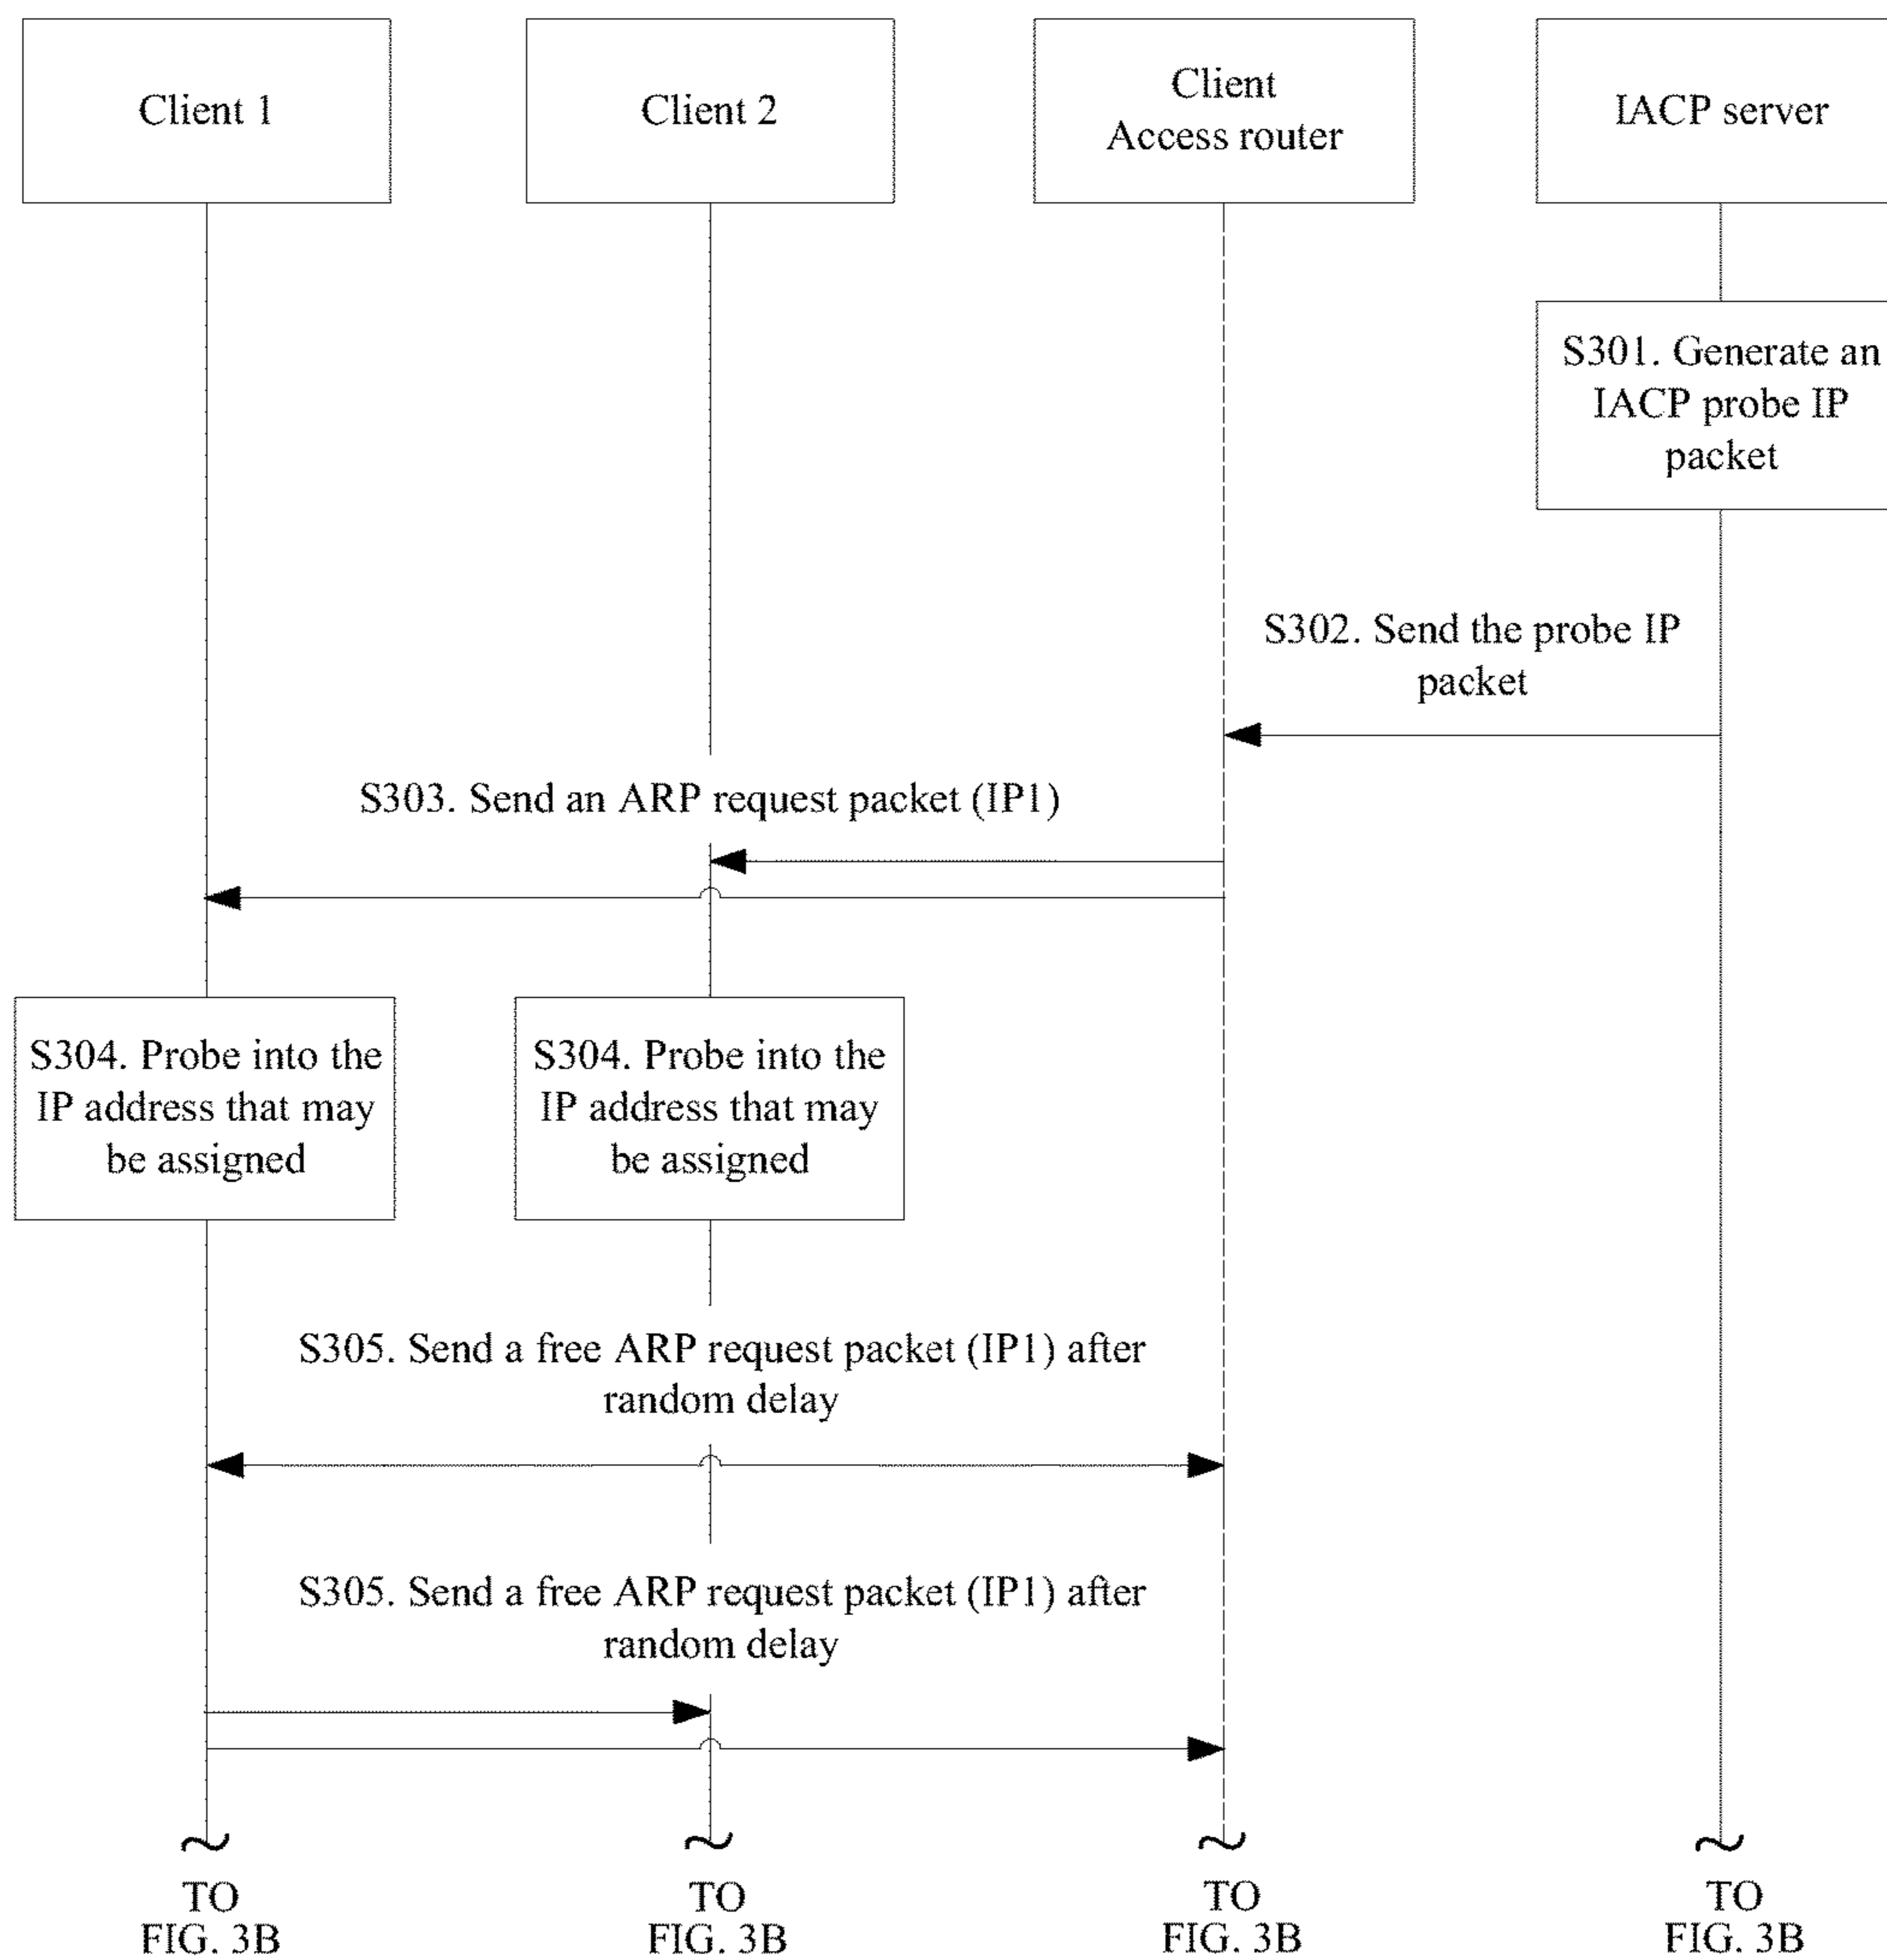 Client 1
Client 2
Client
Access router
IACP server
S301. Generate an
IACP probe IP
packet
S302. Send the probe IP
packet
S303. Send an ARP request packet (IP1)
S304. Probe into the
IP address that may
be assigned
S304. Probe into the
IP address that may
be assigned
S305. Send a free ARP request packet (IP1) after
random delay
S305. Send a free ARP request packet (IP1) after
random delay
TO
FIG. 3B
TO
FIG. 3B
TO
FIG. 3B
TO
FIG. 3B